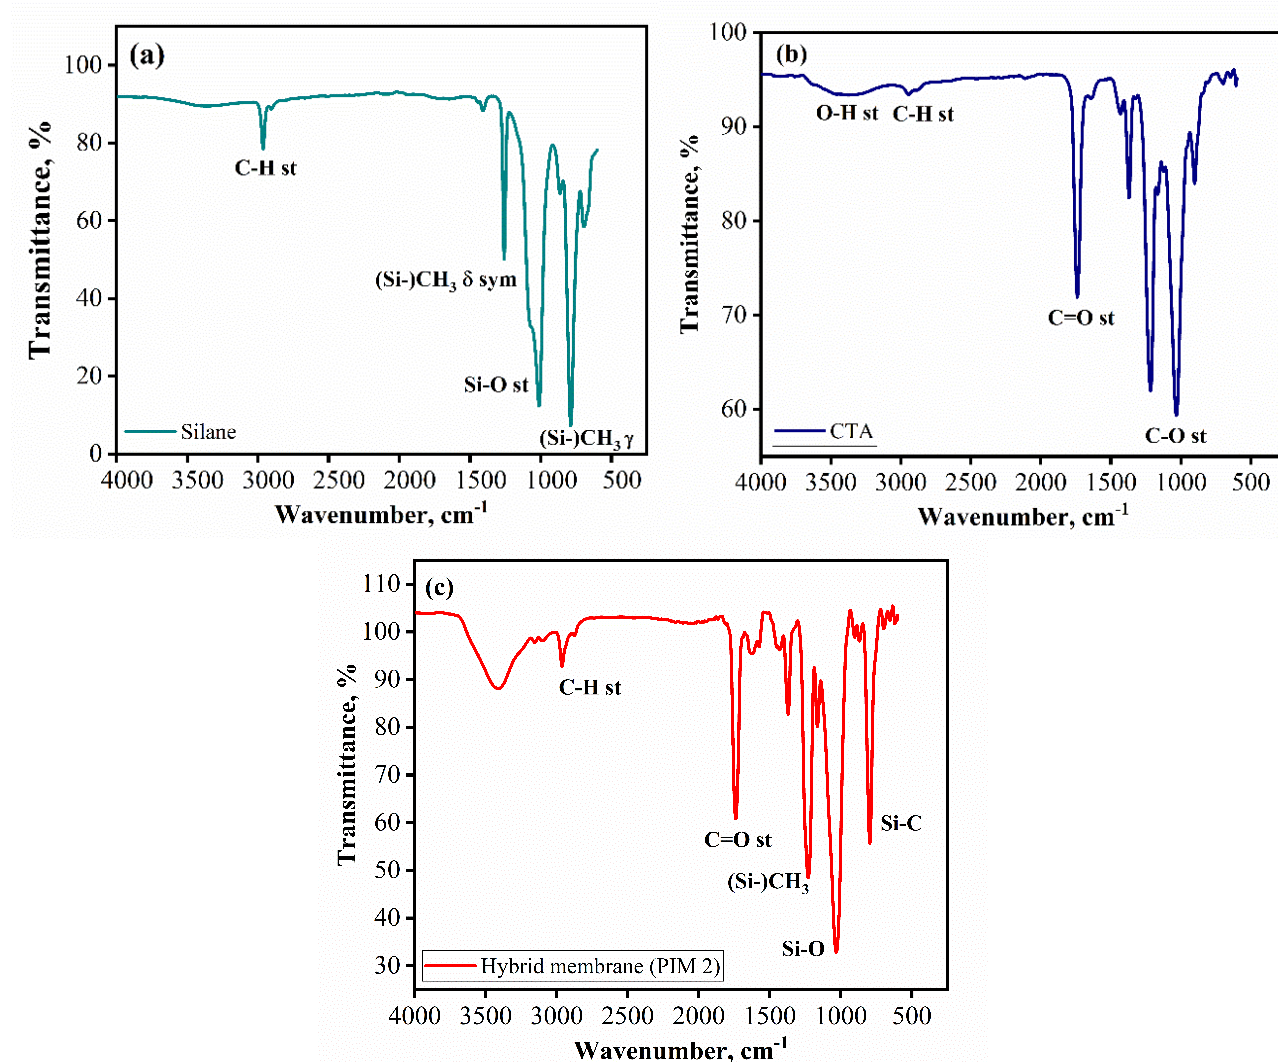 (a)
100
80
60
40
20
0
Transmittance, %
C-H st
(Si-)CH₃ δ sym
Si-O st
(Si-)CH₃ γ
Silane
4000 3500 3000 2500 2000 1500 1000 500
Wavenumber, cm⁻¹
(b)
100
90
80
70
60
Transmittance, %
O-H st C-H st
C=O st
C-O st
CTA
4000 3500 3000 2500 2000 1500 1000 500
Wavenumber, cm⁻¹
(c)
110
100
90
80
70
60
50
40
30
Transmittance, %
C-H st
C=O st
(Si-)CH₃
Si-O
Si-C
Hybrid membrane (PIM 2)
4000 3500 3000 2500 2000 1500 1000 500
Wavenumber, cm⁻¹